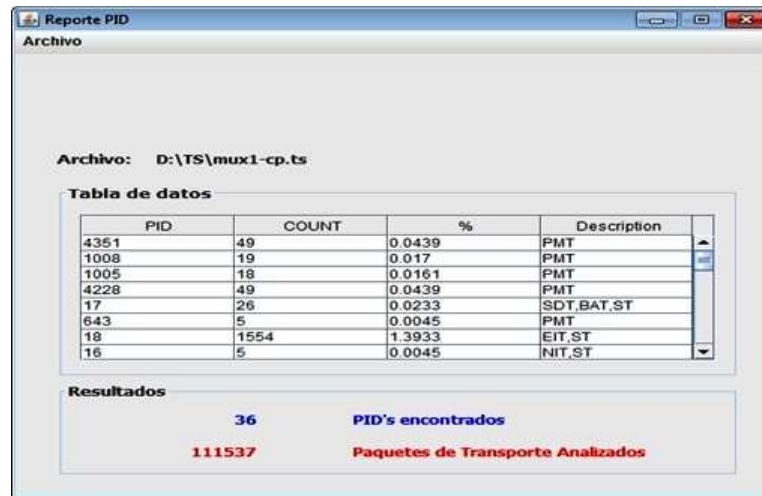 Reporte PID
Archivo
Archivo: D:\TS\mux1-cp.ts
Tabla de datos
PID COUNT % Description
4351 49 0.0439 PMT
1008 19 0.017 PMT
1005 18 0.0161 PMT
4228 49 0.0439 PMT
17 26 0.0233 SDT,BAT,ST
643 5 0.0045 PMT
18 1554 1.3933 EIT,ST
16 5 0.0045 NIT,ST
Resultados
36 PID's encontrados
111537 Paquetes de Transporte Analizados